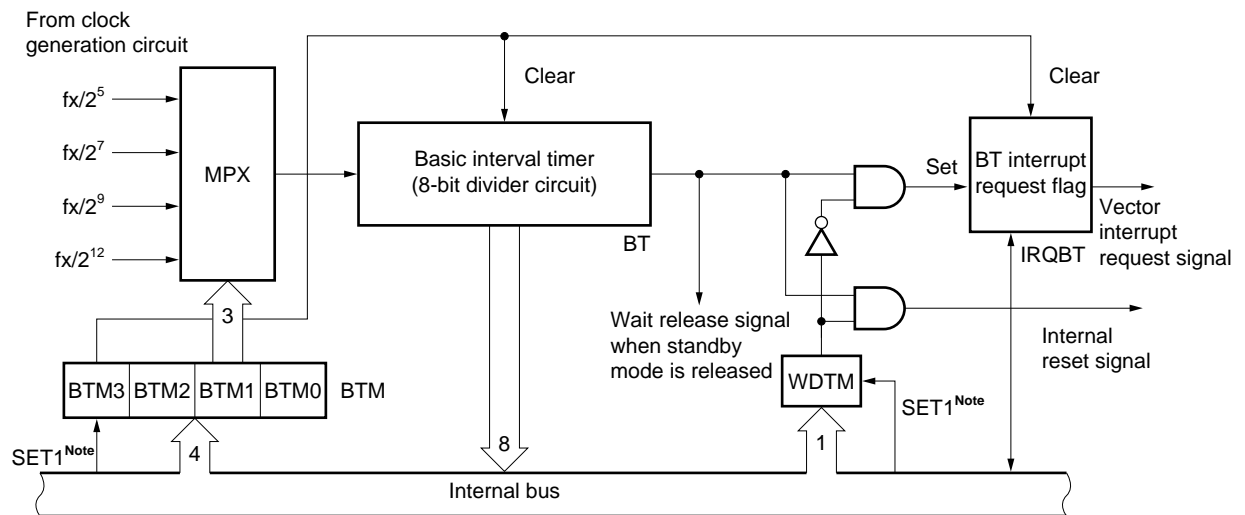 From clock
generation circuit
Clear
Clear
fx/2⁵
fx/2⁷
fx/2⁹
fx/2¹²
MPX
Basic interval timer
(8-bit divider circuit)
BT
Set
BT interrupt
request flag
IRQBT
Vector
interrupt
request signal
3
Wait release signal
when standby
mode is released
Internal
reset signal
BTM3 BTM2 BTM1 BTM0 BTM
WDTM
SET1Note
SET1Note
4
8
1
Internal bus